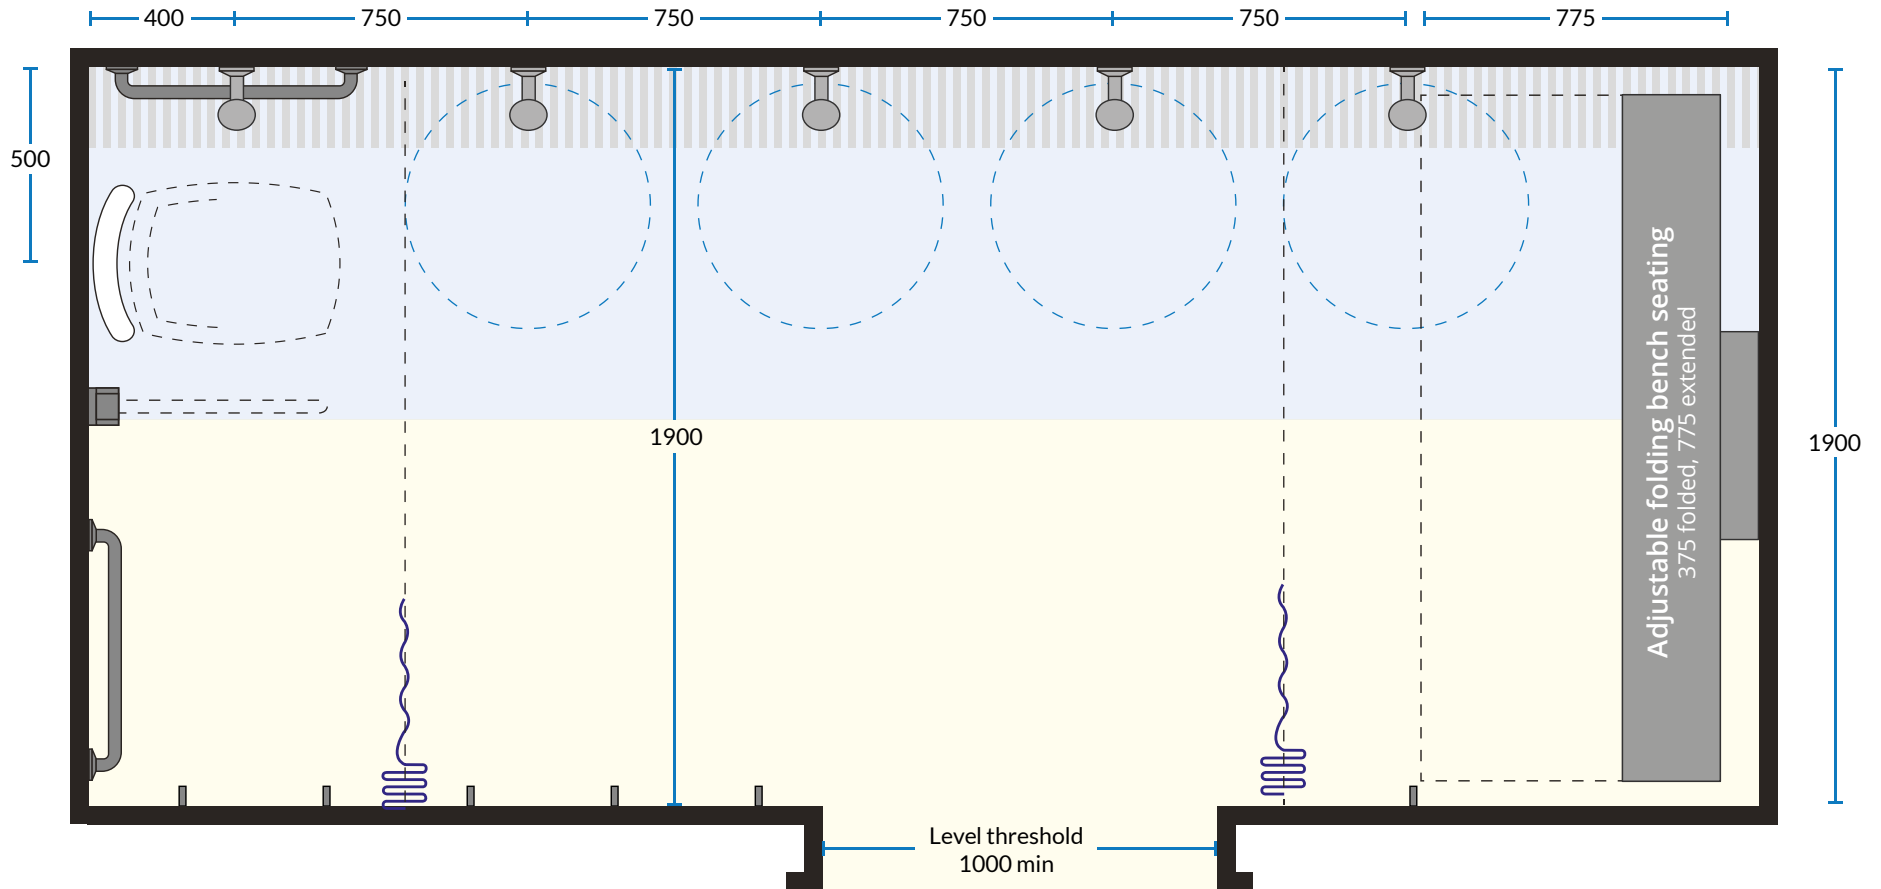 400
750
750
750
750
775
500
1900
1900
Adjustable folding bench seating
375 folded, 775 extended
Level threshold
1000 min